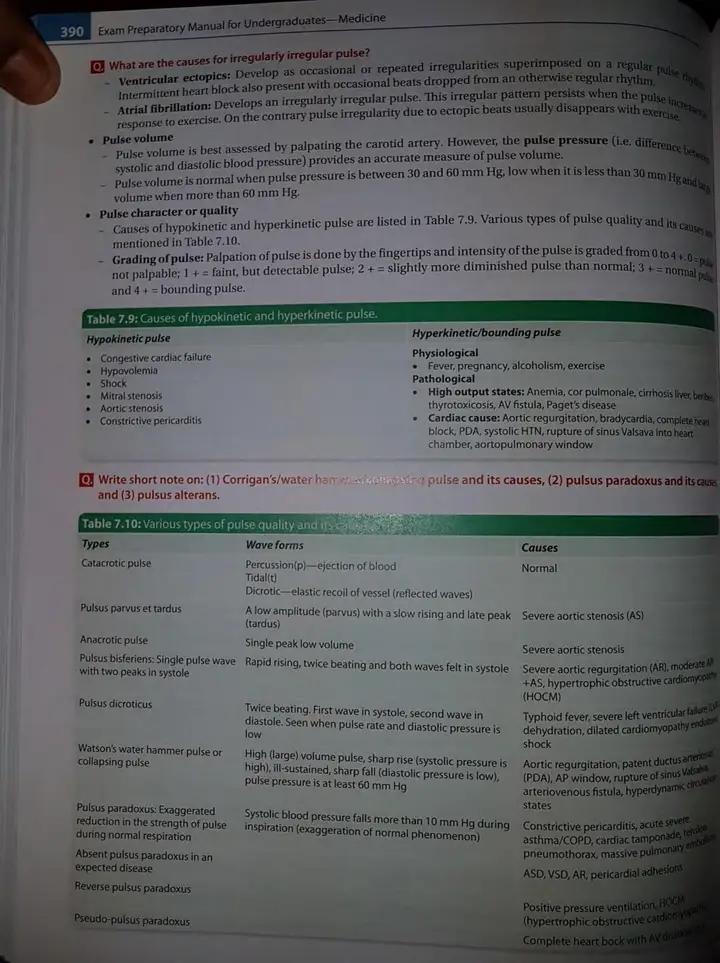 390 Exam Preparatory Manual for Undergraduates—Medicine
Q. What are the causes for irregularly irregular pulse?
– Ventricular ectopics: Develop as occasional or repeated irregularities superimposed on a regular pulse rhythm.
Intermittent heart block also present with occasional beats dropped from an otherwise regular rhythm.
– Atrial fibrillation: Develops an irregularly irregular pulse. This irregular pattern persists when the pulse increases in
response to exercise. On the contrary pulse irregularity due to ectopic beats usually disappears with exercise.
• Pulse volume
– Pulse volume is best assessed by palpating the carotid artery. However, the pulse pressure (i.e. difference between
systolic and diastolic blood pressure) provides an accurate measure of pulse volume.
– Pulse volume is normal when pulse pressure is between 30 and 60 mm Hg, low when it is less than 30 mm Hg and large
volume when more than 60 mm Hg.
• Pulse character or quality
– Causes of hypokinetic and hyperkinetic pulse are listed in Table 7.9. Various types of pulse quality and its causes are
mentioned in Table 7.10.
– Grading of pulse: Palpation of pulse is done by the fingertips and intensity of the pulse is graded from 0 to 4 +. 0 = pulse
not palpable; 1 + = faint, but detectable pulse; 2 + = slightly more diminished pulse than normal; 3 + = normal pulse
and 4 + = bounding pulse.
Table 7.9: Causes of hypokinetic and hyperkinetic pulse.
Hypokinetic pulse
• Congestive cardiac failure
• Hypovolemia
• Shock
• Mitral stenosis
• Aortic stenosis
• Constrictive pericarditis
Hyperkinetic/bounding pulse
Physiological
• Fever, pregnancy, alcoholism, exercise
Pathological
• High output states: Anemia, cor pulmonale, cirrhosis liver, beriberi,
thyrotoxicosis, AV fistula, Paget's disease
• Cardiac cause: Aortic regurgitation, bradycardia, complete heart
block, PDA, systolic HTN, rupture of sinus Valsava into heart
chamber, aortopulmonary window
Q. Write short note on: (1) Corrigan's/water hammer/collapsing pulse and its causes, (2) pulsus paradoxus and its causes
and (3) pulsus alterans.
Table 7.10: Various types of pulse quality and its causes.
Types Wave forms Causes
Catacrotic pulse Percussion(p)—ejection of blood Normal
Tidal(t)
Dicrotic—elastic recoil of vessel (reflected waves)
Pulsus parvus et tardus A low amplitude (parvus) with a slow rising and late peak Severe aortic stenosis (AS)
(tardus)
Anacrotic pulse Single peak low volume Severe aortic stenosis
Pulsus bisferiens: Single pulse wave Rapid rising, twice beating and both waves felt in systole Severe aortic regurgitation (AR), moderate AR
with two peaks in systole +AS, hypertrophic obstructive cardiomyopathy
(HOCM)
Pulsus dicroticus Twice beating. First wave in systole, second wave in Typhoid fever, severe left ventricular failure
diastole. Seen when pulse rate and diastolic pressure is dehydration, dilated cardiomyopathy
low shock
Watson's water hammer pulse or High (large) volume pulse, sharp rise (systolic pressure is Aortic regurgitation, patent ductus arteriosus
collapsing pulse high), ill-sustained, sharp fall (diastolic pressure is low), (PDA), AP window, rupture of sinus Valsalva,
pulse pressure is at least 60 mm Hg arteriovenous fistula, hyperdynamic circulation
states
Pulsus paradoxus: Exaggerated Systolic blood pressure falls more than 10 mm Hg during Constrictive pericarditis, acute severe
reduction in the strength of pulse inspiration (exaggeration of normal phenomenon) asthma/COPD, cardiac tamponade, tension
during normal respiration pneumothorax, massive pulmonary embolism
Absent pulsus paradoxus in an ASD, VSD, AR, pericardial adhesions
expected disease
Reverse pulsus paradoxus Positive pressure ventilation, HOCM
(hypertrophic obstructive cardiomyopathy
Pseudo-pulsus paradoxus Complete heart bock with AV